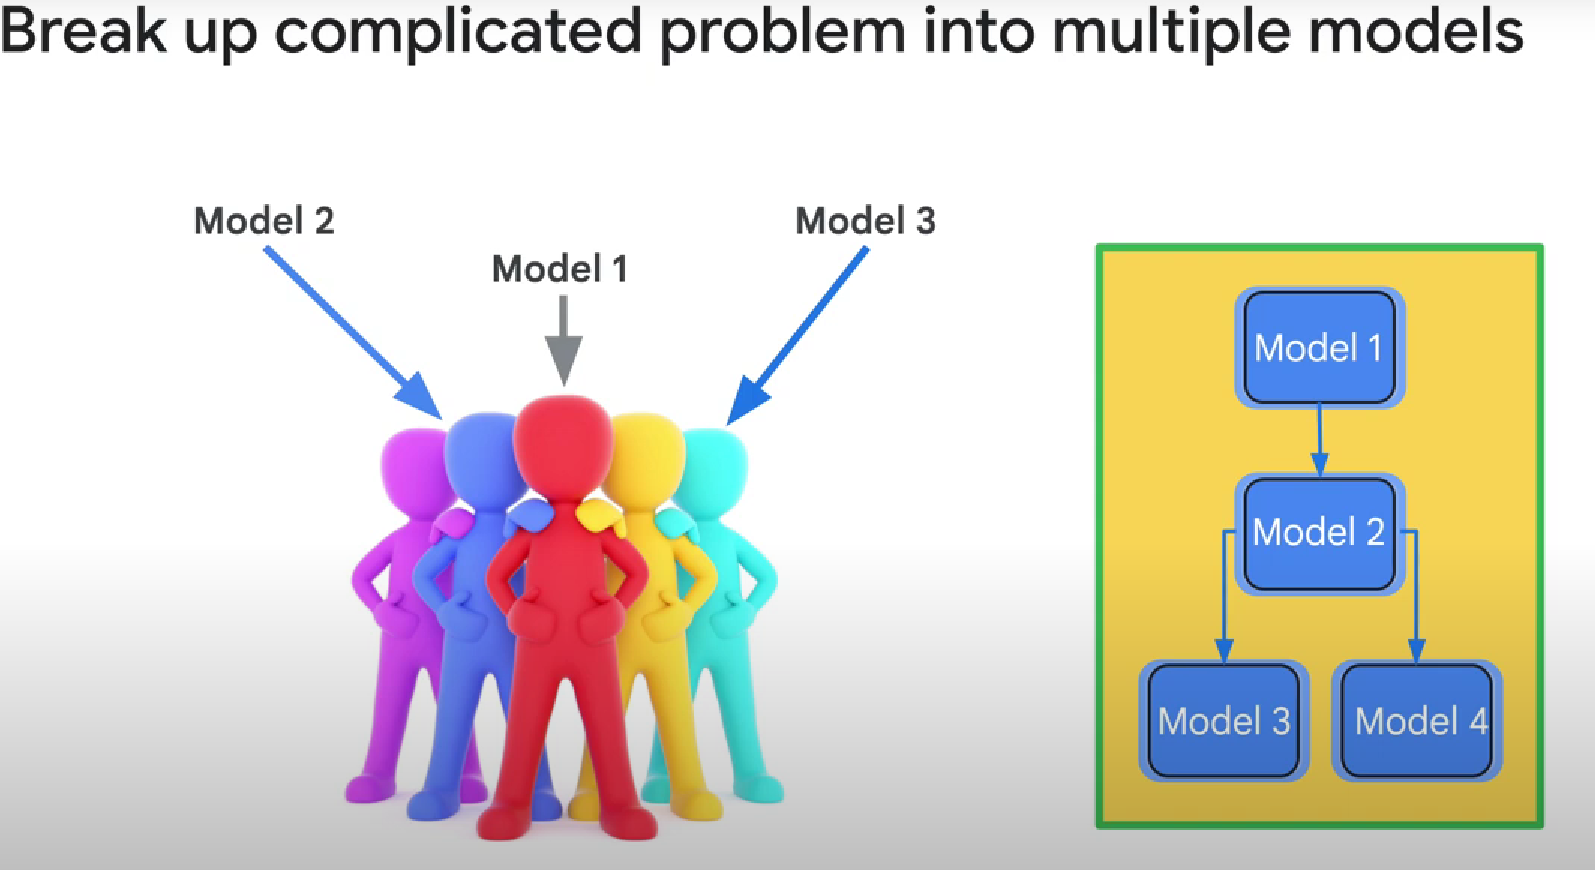 Break up complicated problem into multiple models
Model 2
Model 3
Model 1
Model 1
Model 2
Model 3
Model 4